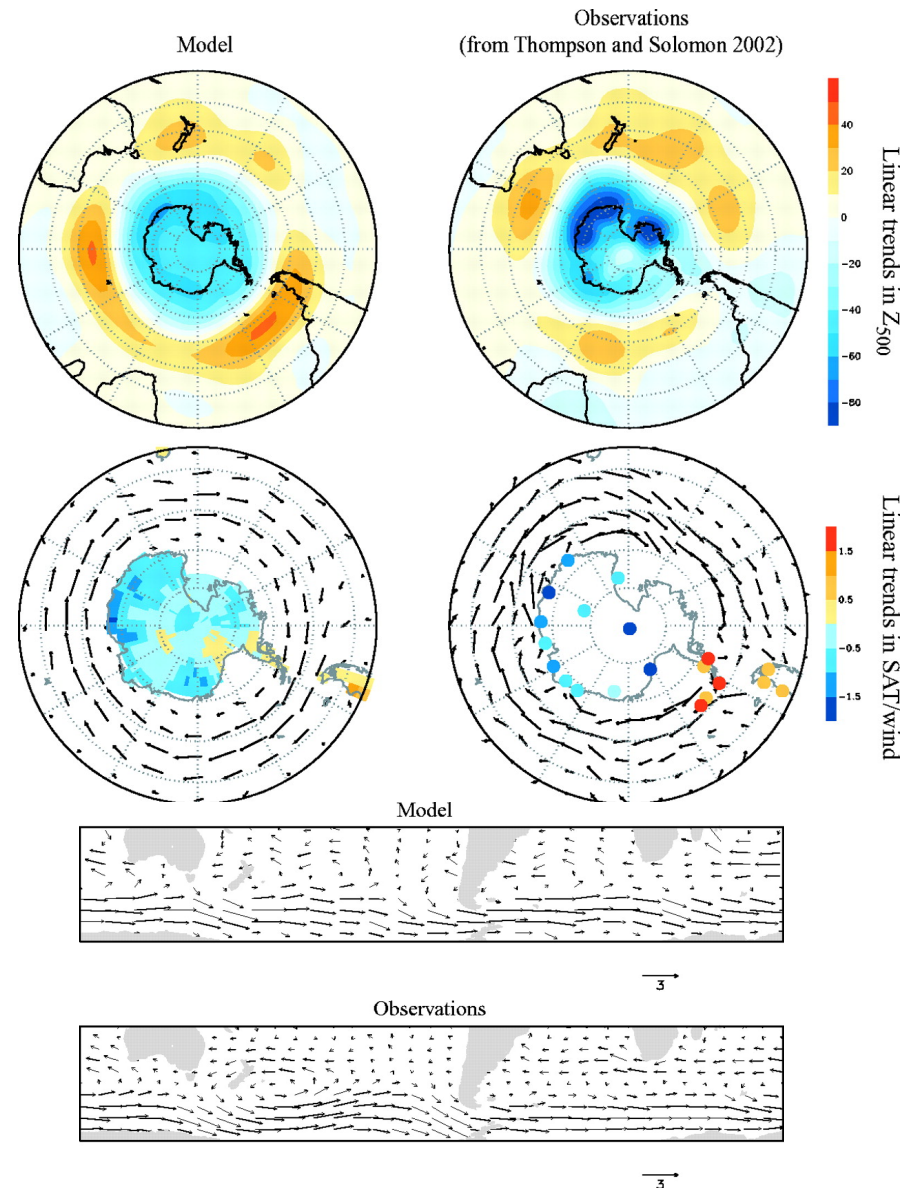 Observations
(from Thompson and Solomon 2002)
Model
40
20
0
-20
-40
-60
-80
Linear trends in Z500
1.5
0.5
-0.5
-1.5
Linear trends in SAT/wind
Model
3
Observations
3